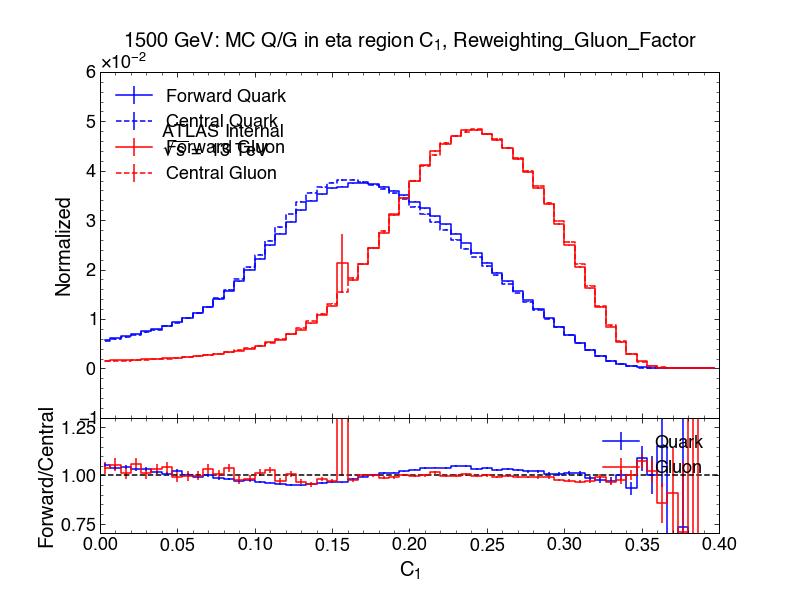 1500 GeV: MC Q/G in eta region C₁, Reweighting_Gluon_Factor
×10⁻²
6
5
4
3
2
1
0
−1
Normalized
Forward Quark
Central Quark
ATLAS Internal
Forward Gluon
√s = 13 TeV
Central Gluon
1.25
1.00
0.75
Forward/Central
Quark
Gluon
0.00 0.05 0.10 0.15 0.20 0.25 0.30 0.35 0.40
C₁